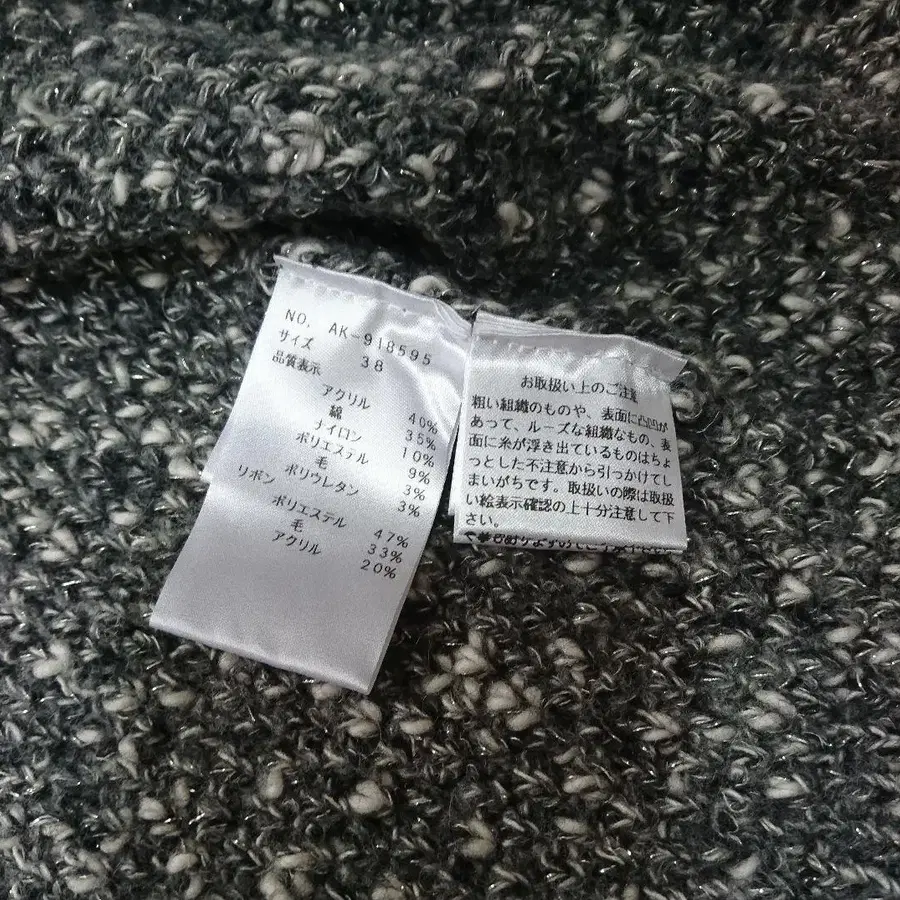 NO. AK-918595
サイズ 38
品質表示
アクリル 40%
綿 35%
ナイロン 10%
ポリエステル 9%
毛 3%
ポリウレタン 3%
リボン
ポリエステル 47%
毛 33%
アクリル 20%
お取扱い上のご注意
粗い組織のものや、表面に凸凹が
あって、ルーズな組織なもの、表
面に糸が浮き出ているものはちょ
っとした不注意から引っかけてし
まいがちです。取扱いの際は取扱
い絵表示確認の上十分注意して下
さい。